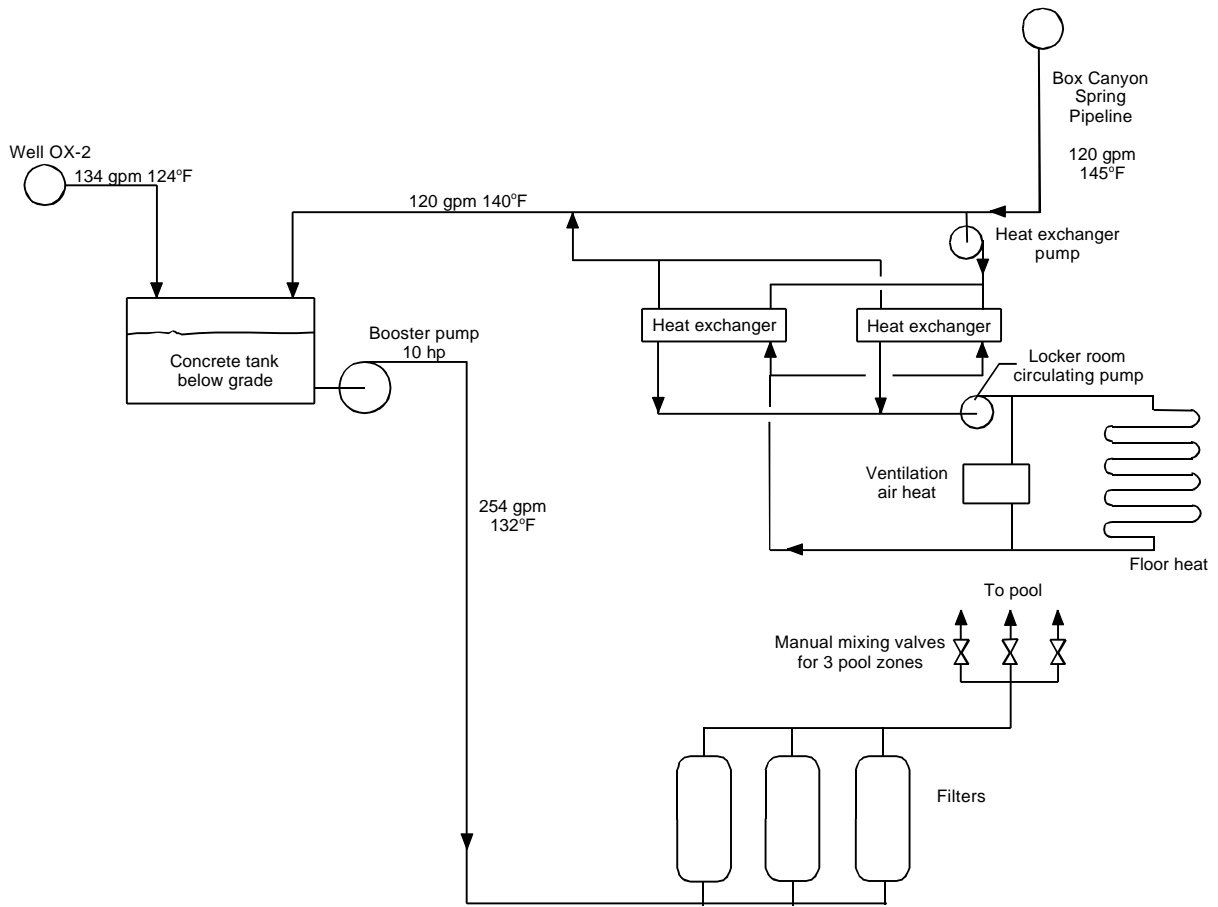 Box Canyon
Spring
Pipeline
120 gpm
145°F
Well OX-2
134 gpm 124°F
120 gpm 140°F
Heat exchanger
pump
Heat exchanger
Heat exchanger
Booster pump
10 hp
Concrete tank
below grade
Locker room
circulating pump
Ventilation
air heat
254 gpm
132°F
Floor heat
To pool
Manual mixing valves
for 3 pool zones
Filters